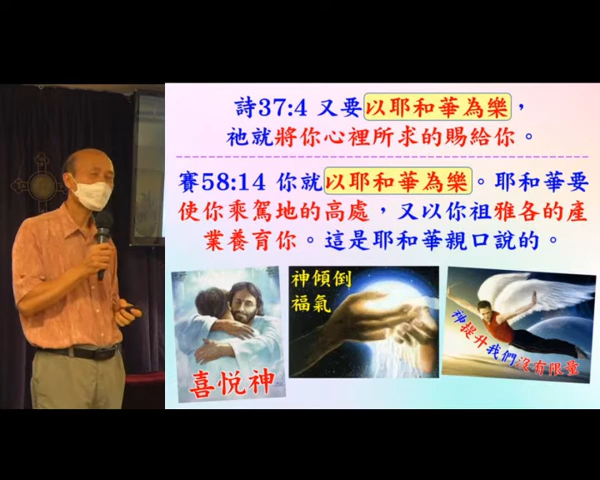 詩37:4 又要以耶和華為樂，
祂就將你心裡所求的賜給你。
賽58:14 你就以耶和華為樂。耶和華要
使你乘駕地的高處，又以你祖雅各的產
業養育你。這是耶和華親口說的。
喜悅神
神傾倒
福氣
神提升我們沒有限量